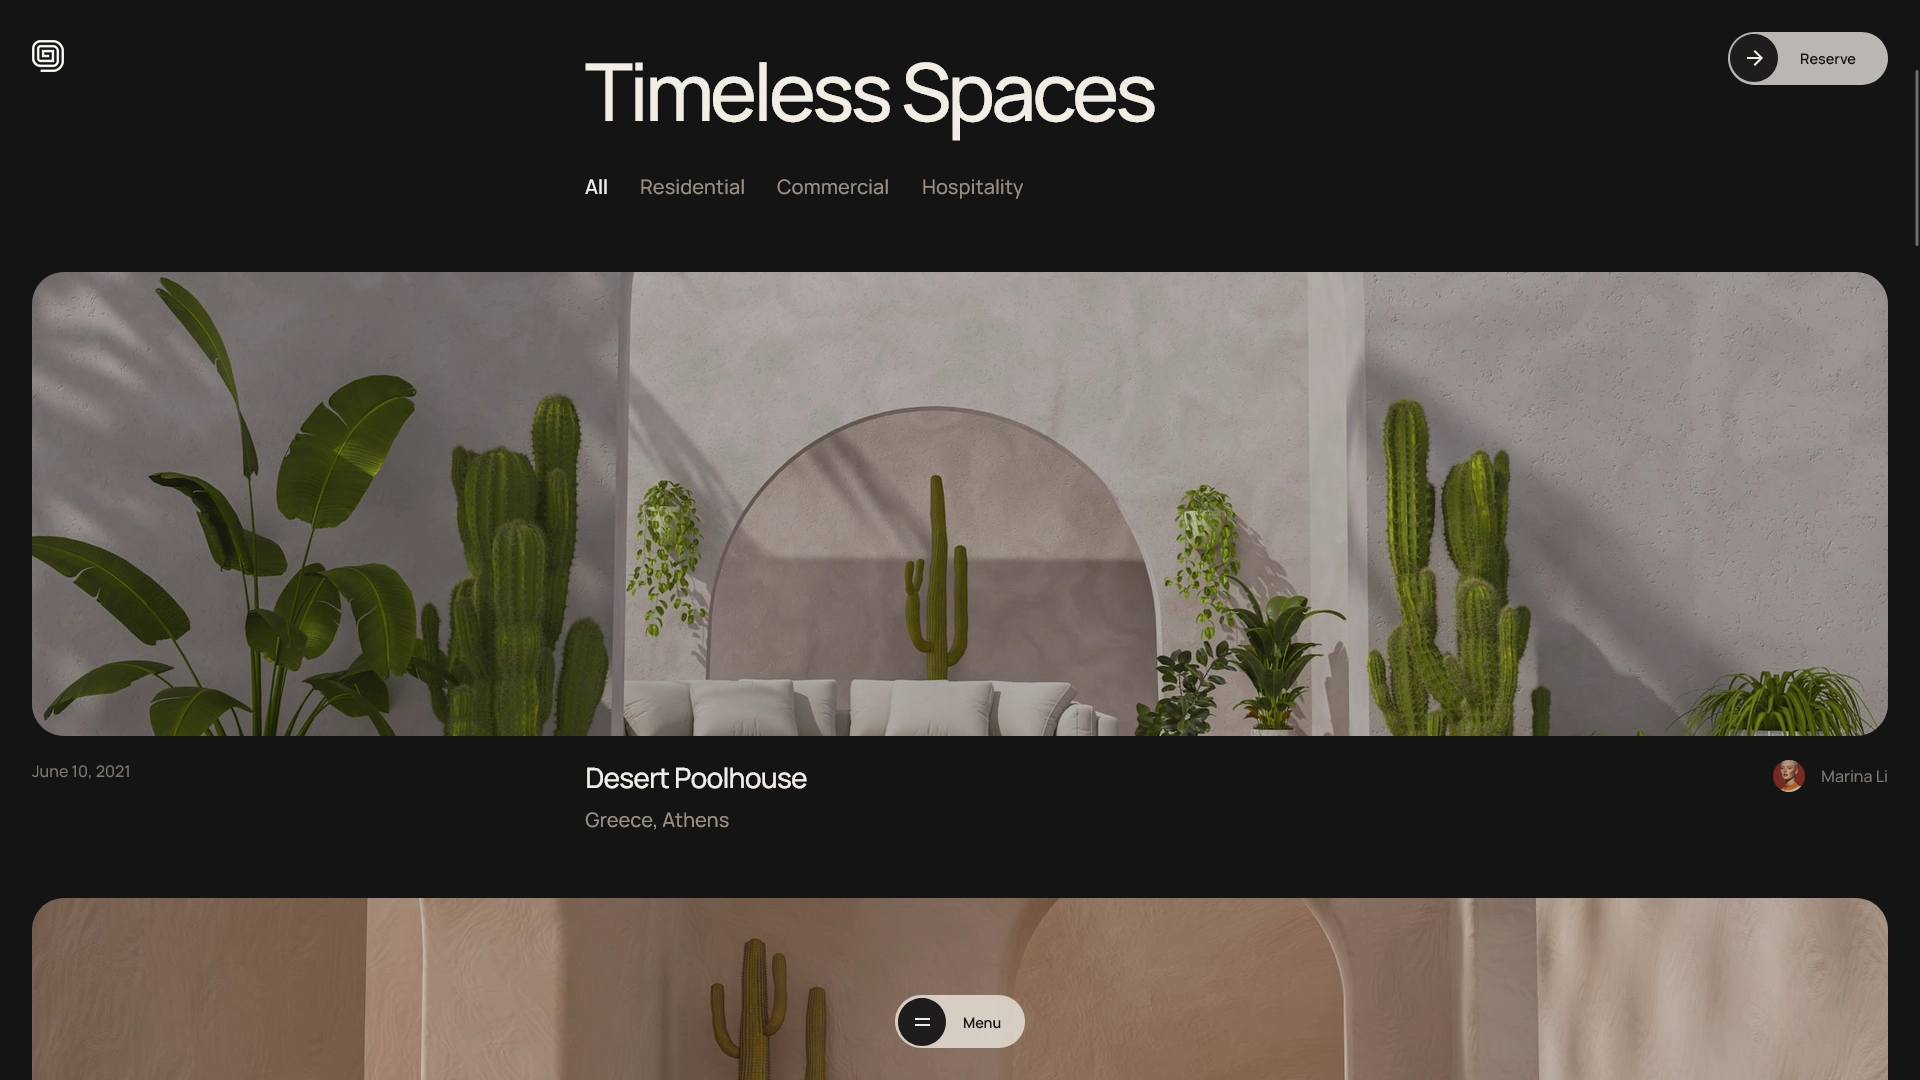 Timeless Spaces
Reserve
All Residential Commercial Hospitality
June 10, 2021
Desert Poolhouse
Marina Li
Greece, Athens
Menu